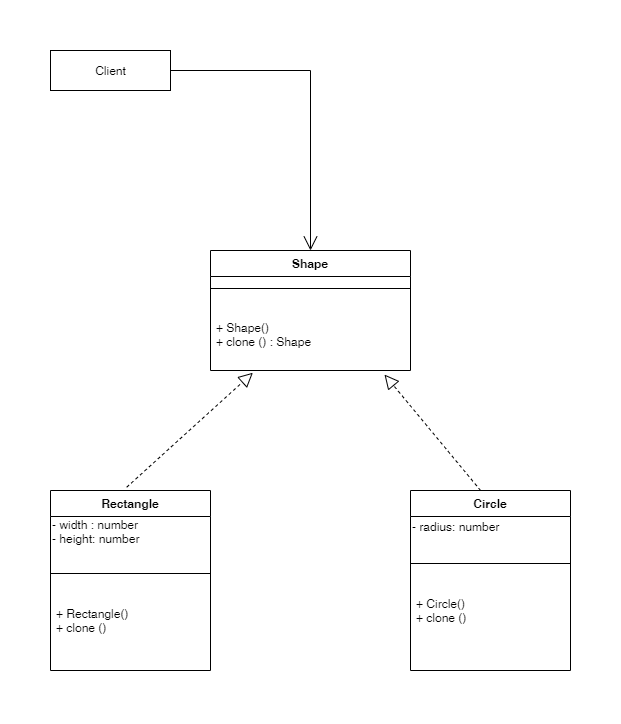 Client
Shape
+ Shape()
+ clone () : Shape
Rectangle
- width : number
- height: number
+ Rectangle()
+ clone ()
Circle
- radius: number
+ Circle()
+ clone ()